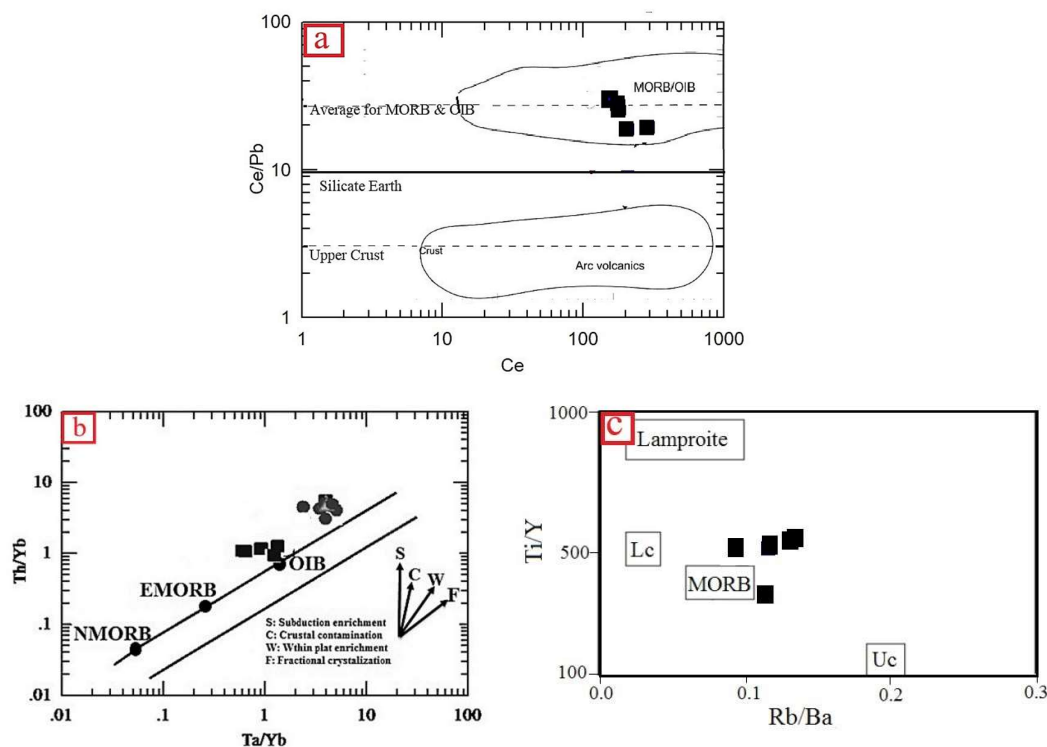 a
100
10
1
Ce/Pb
MORB/OIB
Average for MORB & OIB
Silicate Earth
Crust
Upper Crust
Arc volcanics
1
10
100
1000
Ce
b
100
10
1
.1
.01
Th/Yb
OIB
EMORB
NMORB
S
C
W
F
S: Subduction enrichment
C: Crustal contamination
W: Wthin plat enrichment
F: Fractional crystalization
.01
.1
1
10
100
Ta/Yb
c
1000
500
100
Ti/Y
Lamproite
Lc
MORB
Uc
0.0
0.1
0.2
0.3
Rb/Ba